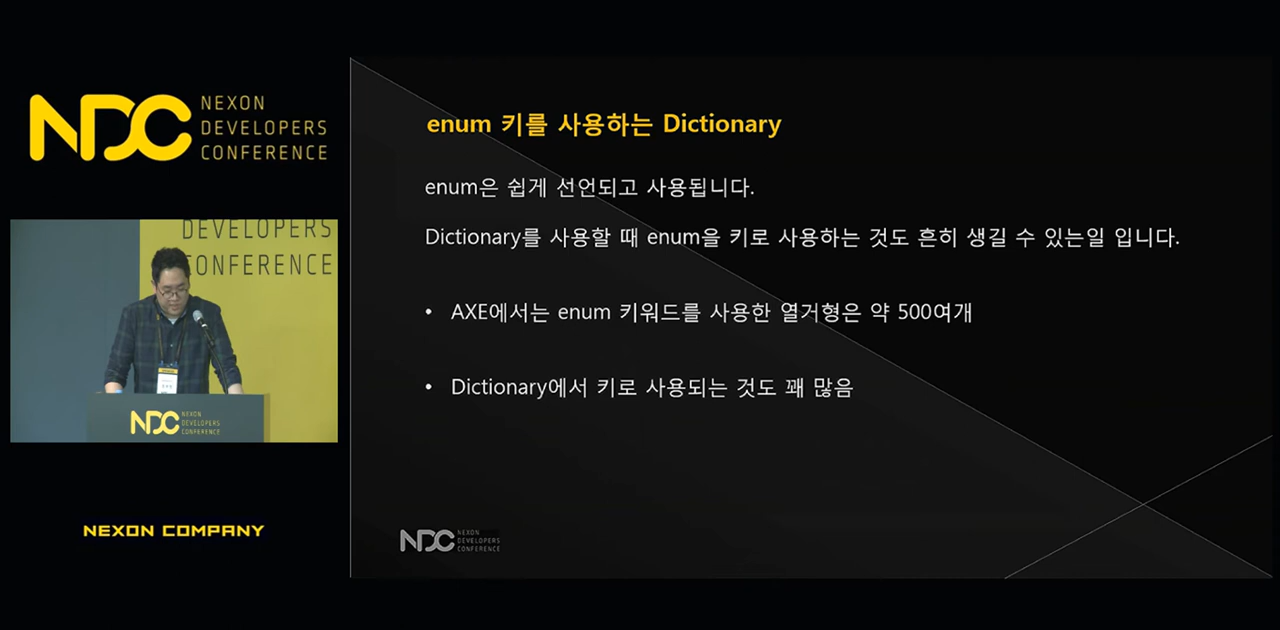 NDC
NEXON
DEVELOPERS
CONFERENCE
DEVELOPERS
CONFERENCE
NDC
NEXON
DEVELOPERS
CONFERENCE
NEXON COMPANY
enum 키를 사용하는 Dictionary
enum은 쉽게 선언되고 사용됩니다.
Dictionary를 사용할 때 enum을 키로 사용하는 것도 흔히 생길 수 있는일 입니다.
• AXE에서는 enum 키워드를 사용한 열거형은 약 500여개
• Dictionary에서 키로 사용되는 것도 꽤 많음
NDC
NEXON
DEVELOPERS
CONFERENCE